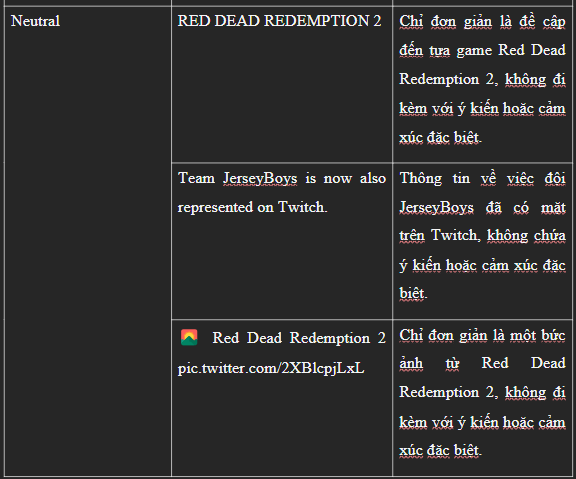 Neutral
RED DEAD REDEMPTION 2
Chỉ đơn giản là đề cập
đến tựa game Red Dead
Redemption 2, không đi
kèm với ý kiến hoặc cảm
xúc đặc biệt.
Team JerseyBoys is now also
represented on Twitch.
Thông tin về việc đội
JerseyBoys đã có mặt
trên Twitch, không chứa
ý kiến hoặc cảm xúc đặc
biệt.
🌄 Red Dead Redemption 2
pic.twitter.com/2XBlcpjLxL
Chỉ đơn giản là một bức
ảnh từ Red Dead
Redemption 2, không đi
kèm với ý kiến hoặc cảm
xúc đặc biệt.